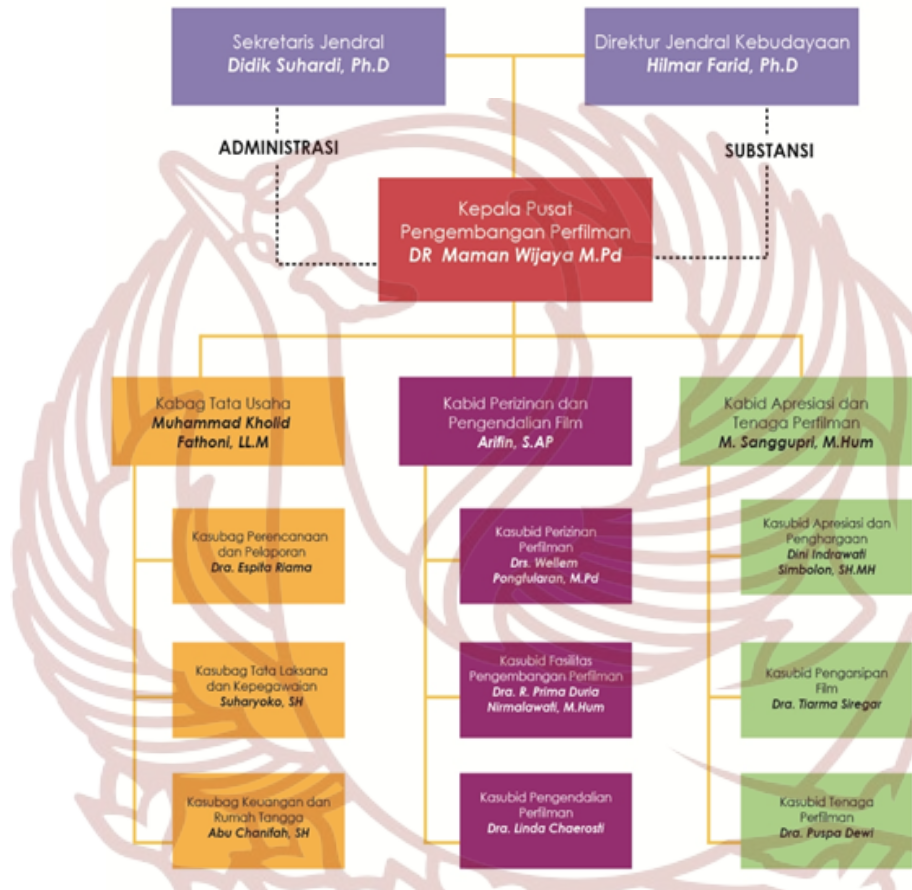 Sekretaris Jendral
Didik Suhardi, Ph.D
Direktur Jendral Kebudayaan
Hilmar Farid, Ph.D
ADMINISTRASI
SUBSTANSI
Kepala Pusat
Pengembangan Perfilman
DR Maman Wijaya M.Pd
Kabag Tata Usaha
Muhammad Kholid
Fathoni, LL.M
Kabid Perizinan dan
Pengendalian Film
Arifin, S.AP
Kabid Apresiasi dan
Tenaga Perfilman
M. Sanggupri, M.Hum
Kasubag Perencanaan
dan Pelaporan
Dra. Espita Riama
Kasubid Perizinan
Perfilman
Drs. Wellem
Pongtularan, M.Pd
Kasubid Apresiasi dan
Penghargaan
Dini Indrawati
Simbolon, SH.MH
Kasubag Tata Laksana
dan Kepegawaian
Suharyoko, SH
Kasubid Fasilitas
Pengembangan Perfilman
Dra. R. Prima Duria
Nirmalawati, M.Hum
Kasubid Pengarsipan
Film
Dra. Tiarma Siregar
Kasubag Keuangan dan
Rumah Tangga
Abu Chanifah, SH
Kasubid Pengendalian
Perfilman
Dra. Linda Chaerosti
Kasubid Tenaga
Perfilman
Dra. Puspa Dewi